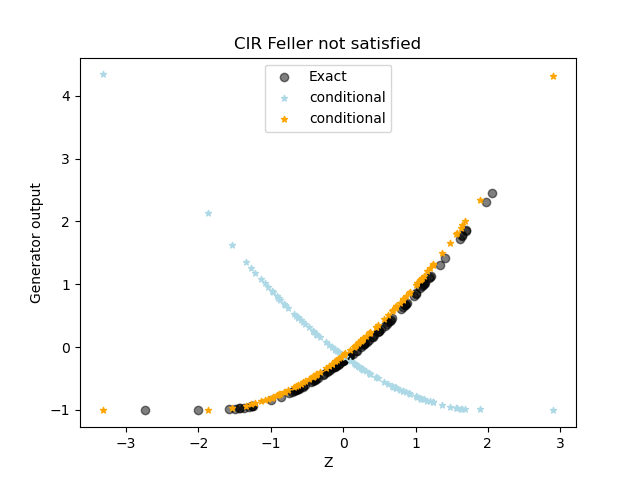 CIR Feller not satisfied
Exact
conditional
conditional
Generator output
4
3
2
1
0
−1
−3
−2
−1
0
1
2
3
Z